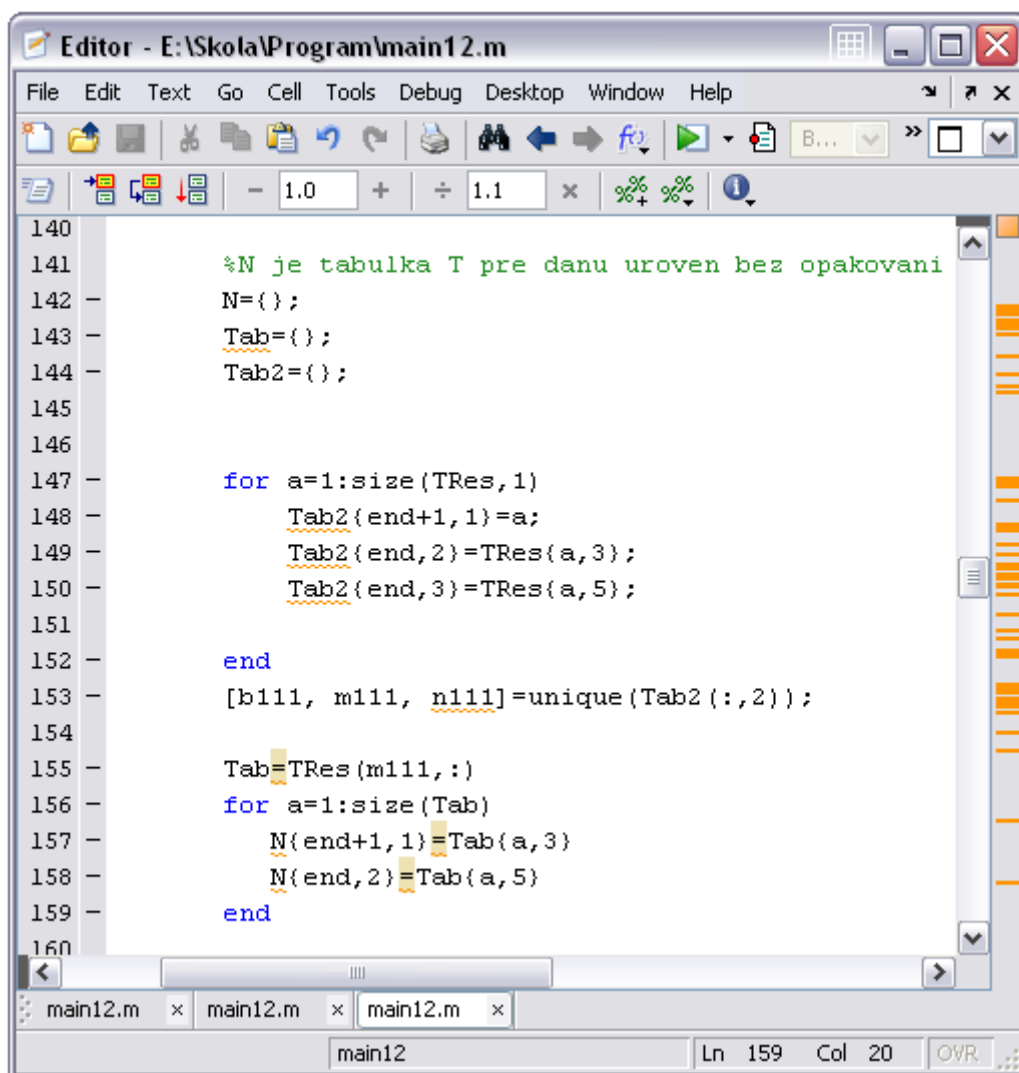 Editor - E:\Skola\Program\main12.m
File Edit Text Go Cell Tools Debug Desktop Window Help
B...
1.0 + ÷ 1.1 ×
140
141 %N je tabulka T pre danu uroven bez opakovani
142 - N={};
143 - Tab={};
144 - Tab2={};
145
146
147 - for a=1:size(TRes,1)
148 - Tab2{end+1,1}=a;
149 - Tab2{end,2}=TRes{a,3};
150 - Tab2{end,3}=TRes{a,5};
151
152 - end
153 - [b111, m111, n111]=unique(Tab2(:,2));
154
155 - Tab=TRes(m111,:)
156 - for a=1:size(Tab)
157 - N{end+1,1}=Tab{a,3}
158 - N{end,2}=Tab{a,5}
159 - end
160
main12.m × main12.m × main12.m ×
main12 Ln 159 Col 20 OVR